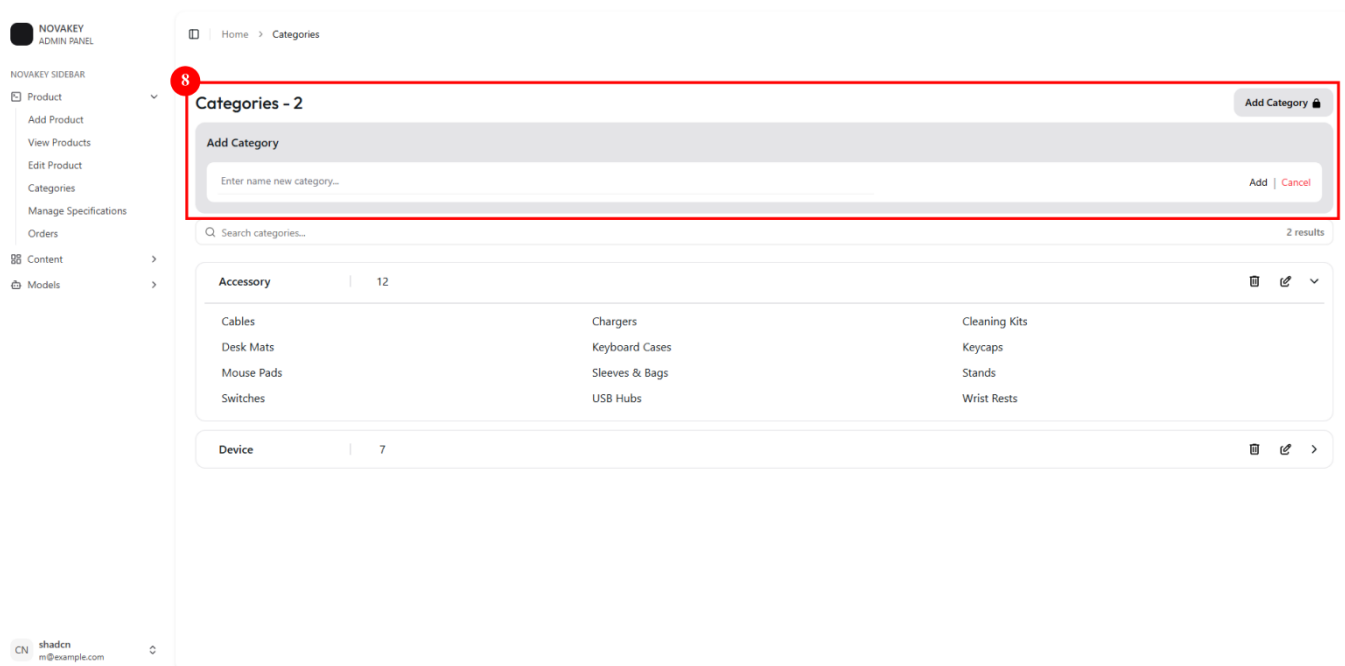 NOVAKEY
ADMIN PANEL
Home > Categories
NOVAKEY SIDEBAR
Product
Add Product
View Products
Edit Product
Categories
Manage Specifications
Orders
Content
Models
8
Categories - 2
Add Category
Add Category
Enter name new category...
Add | Cancel
Search categories...
2 results
Accessory | 12
Cables Chargers Cleaning Kits
Desk Mats Keyboard Cases Keycaps
Mouse Pads Sleeves & Bags Stands
Switches USB Hubs Wrist Rests
Device | 7
CN
shadcn
m@example.com